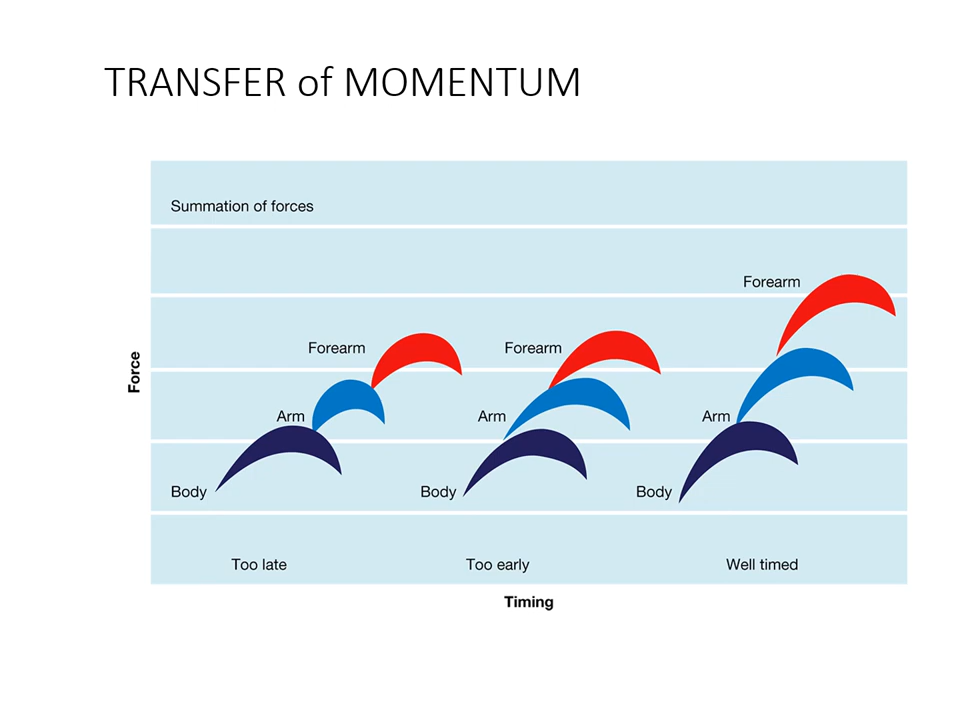 TRANSFER of MOMENTUM
Summation of forces
Forearm
Forearm
Forearm
Force
Arm
Arm
Arm
Body
Body
Body
Too late
Too early
Well timed
Timing